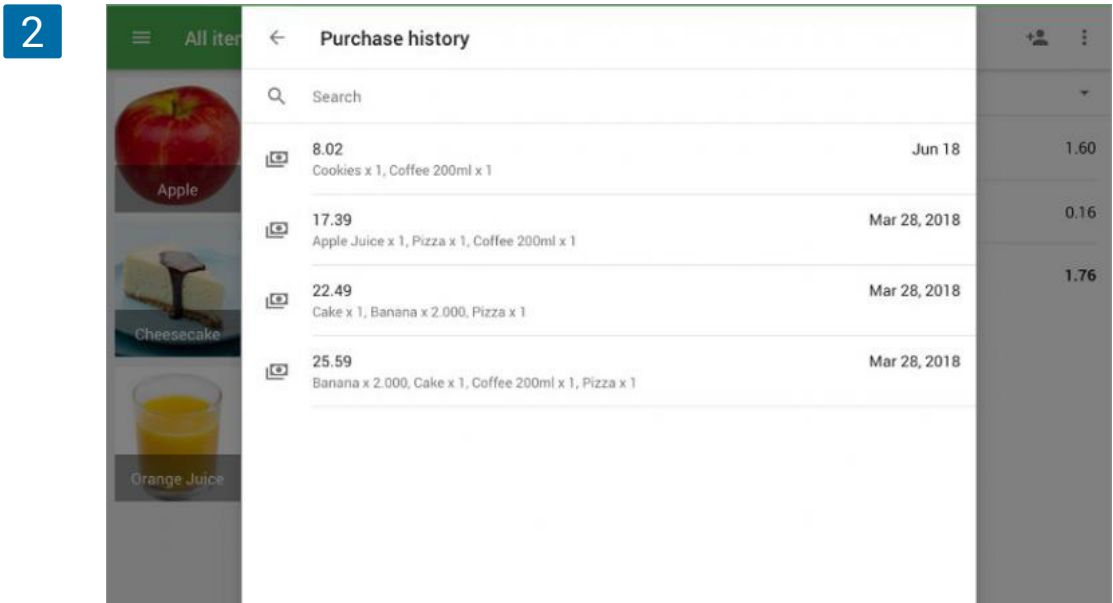 2
All iter
Purchase history
Search
8.02
Jun 18
Cookies x 1, Coffee 200ml x 1
17.39
Mar 28, 2018
Apple Juice x 1, Pizza x 1, Coffee 200ml x 1
22.49
Mar 28, 2018
Cake x 1, Banana x 2.000, Pizza x 1
25.59
Mar 28, 2018
Banana x 2.000, Cake x 1, Coffee 200ml x 1, Pizza x 1
Apple
Cheesecake
Orange Juice
1.60
0.16
1.76